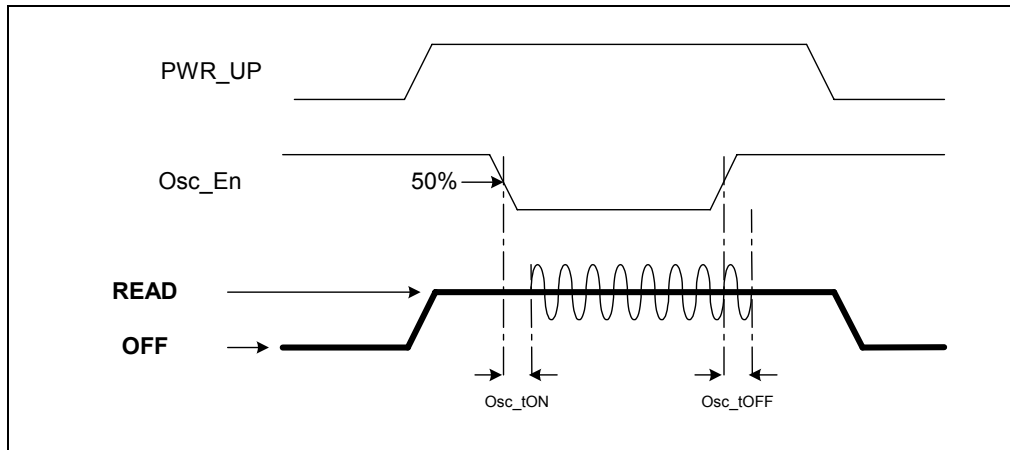 PWR_UP
Osc_En
50%
READ
OFF
Osc_tON
Osc_tOFF